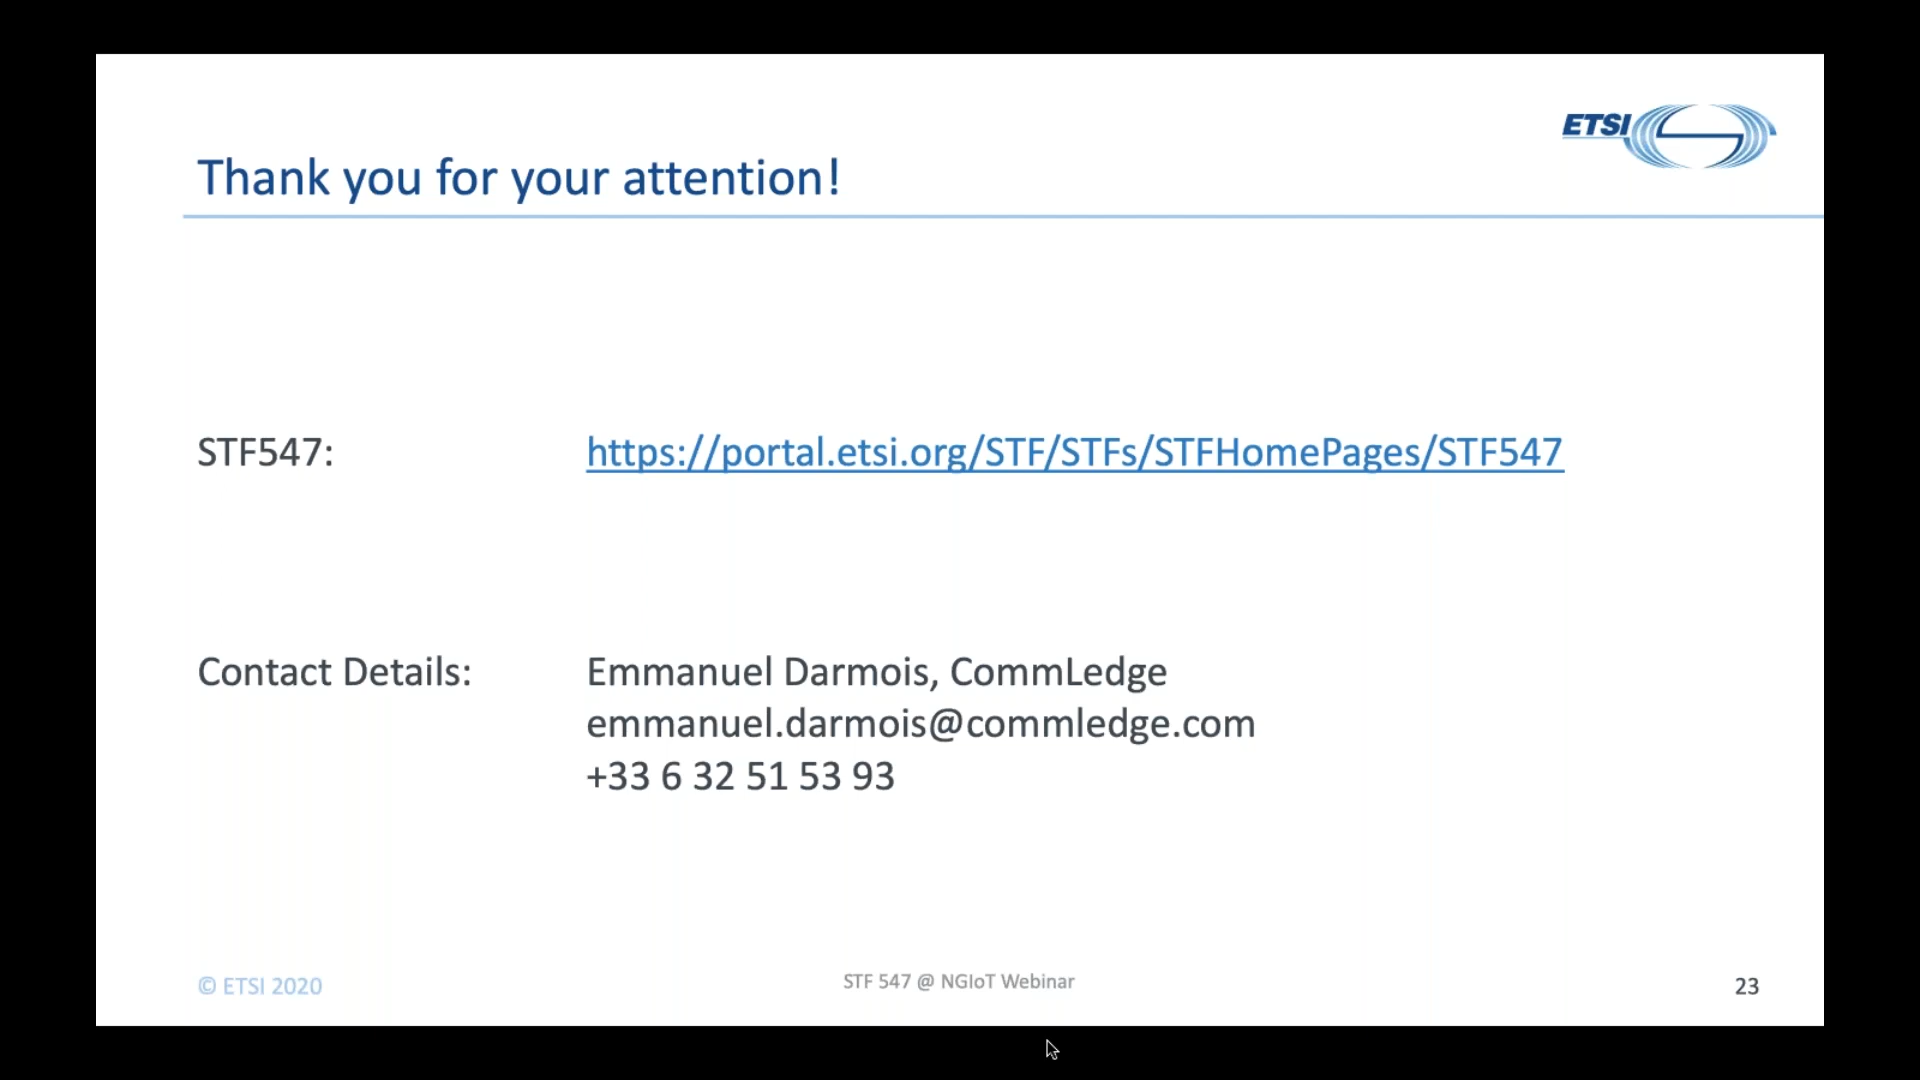 ETSI
Thank you for your attention!
STF547: https://portal.etsi.org/STF/STFs/STFHomePages/STF547
Contact Details: Emmanuel Darmois, CommLedge
emmanuel.darmois@commledge.com
+33 6 32 51 53 93
© ETSI 2020 STF 547 @ NGIoT Webinar 23